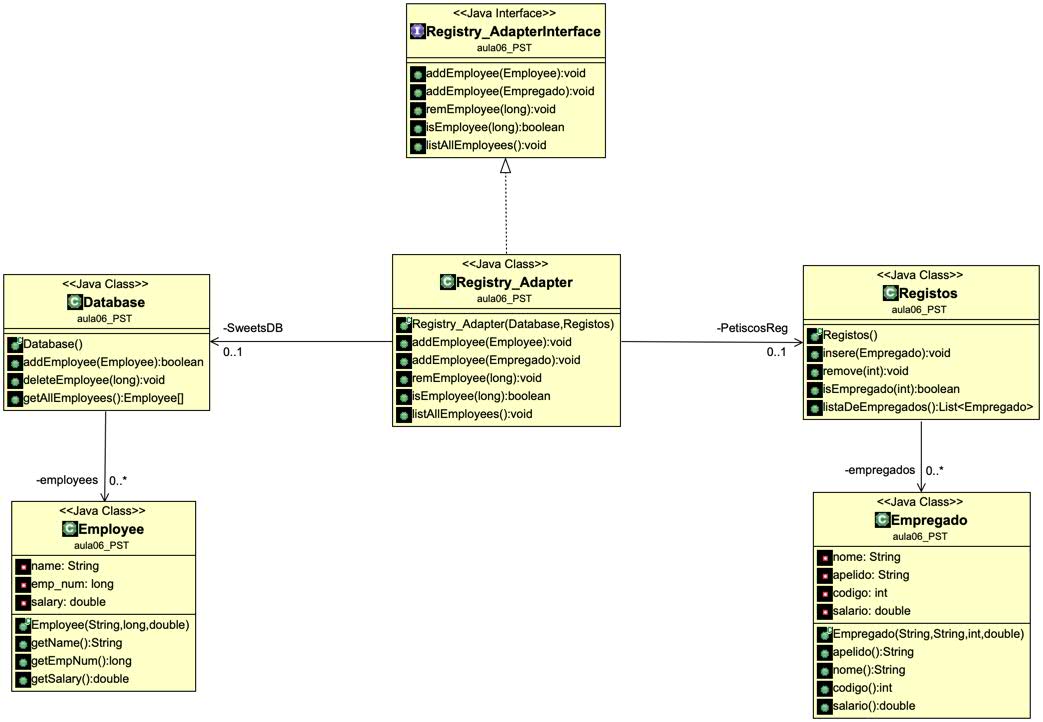 <<Java Interface>>
Registry_AdapterInterface
aula06_PST
addEmployee(Employee):void
addEmployee(Empregado):void
remEmployee(long):void
isEmployee(long):boolean
listAllEmployees():void
<<Java Class>>
Database
aula06_PST
Database()
addEmployee(Employee):boolean
deleteEmployee(long):void
getAllEmployees():Employee[]
-SweetsDB
0..1
<<Java Class>>
Registry_Adapter
aula06_PST
Registry_Adapter(Database,Registos)
addEmployee(Employee):void
addEmployee(Empregado):void
remEmployee(long):void
isEmployee(long):boolean
listAllEmployees():void
-PetiscosReg
0..1
<<Java Class>>
Registos
aula06_PST
Registos()
insere(Empregado):void
remove(int):void
isEmpregado(int):boolean
listaDeEmpregados():List<Empregado>
-employees 0..*
<<Java Class>>
Employee
aula06_PST
name: String
emp_num: long
salary: double
Employee(String,long,double)
getName():String
getEmpNum():long
getSalary():double
-empregados 0..*
<<Java Class>>
Empregado
aula06_PST
nome: String
apelido: String
codigo: int
salario: double
Empregado(String,String,int,double)
apelido():String
nome():String
codigo():int
salario():double